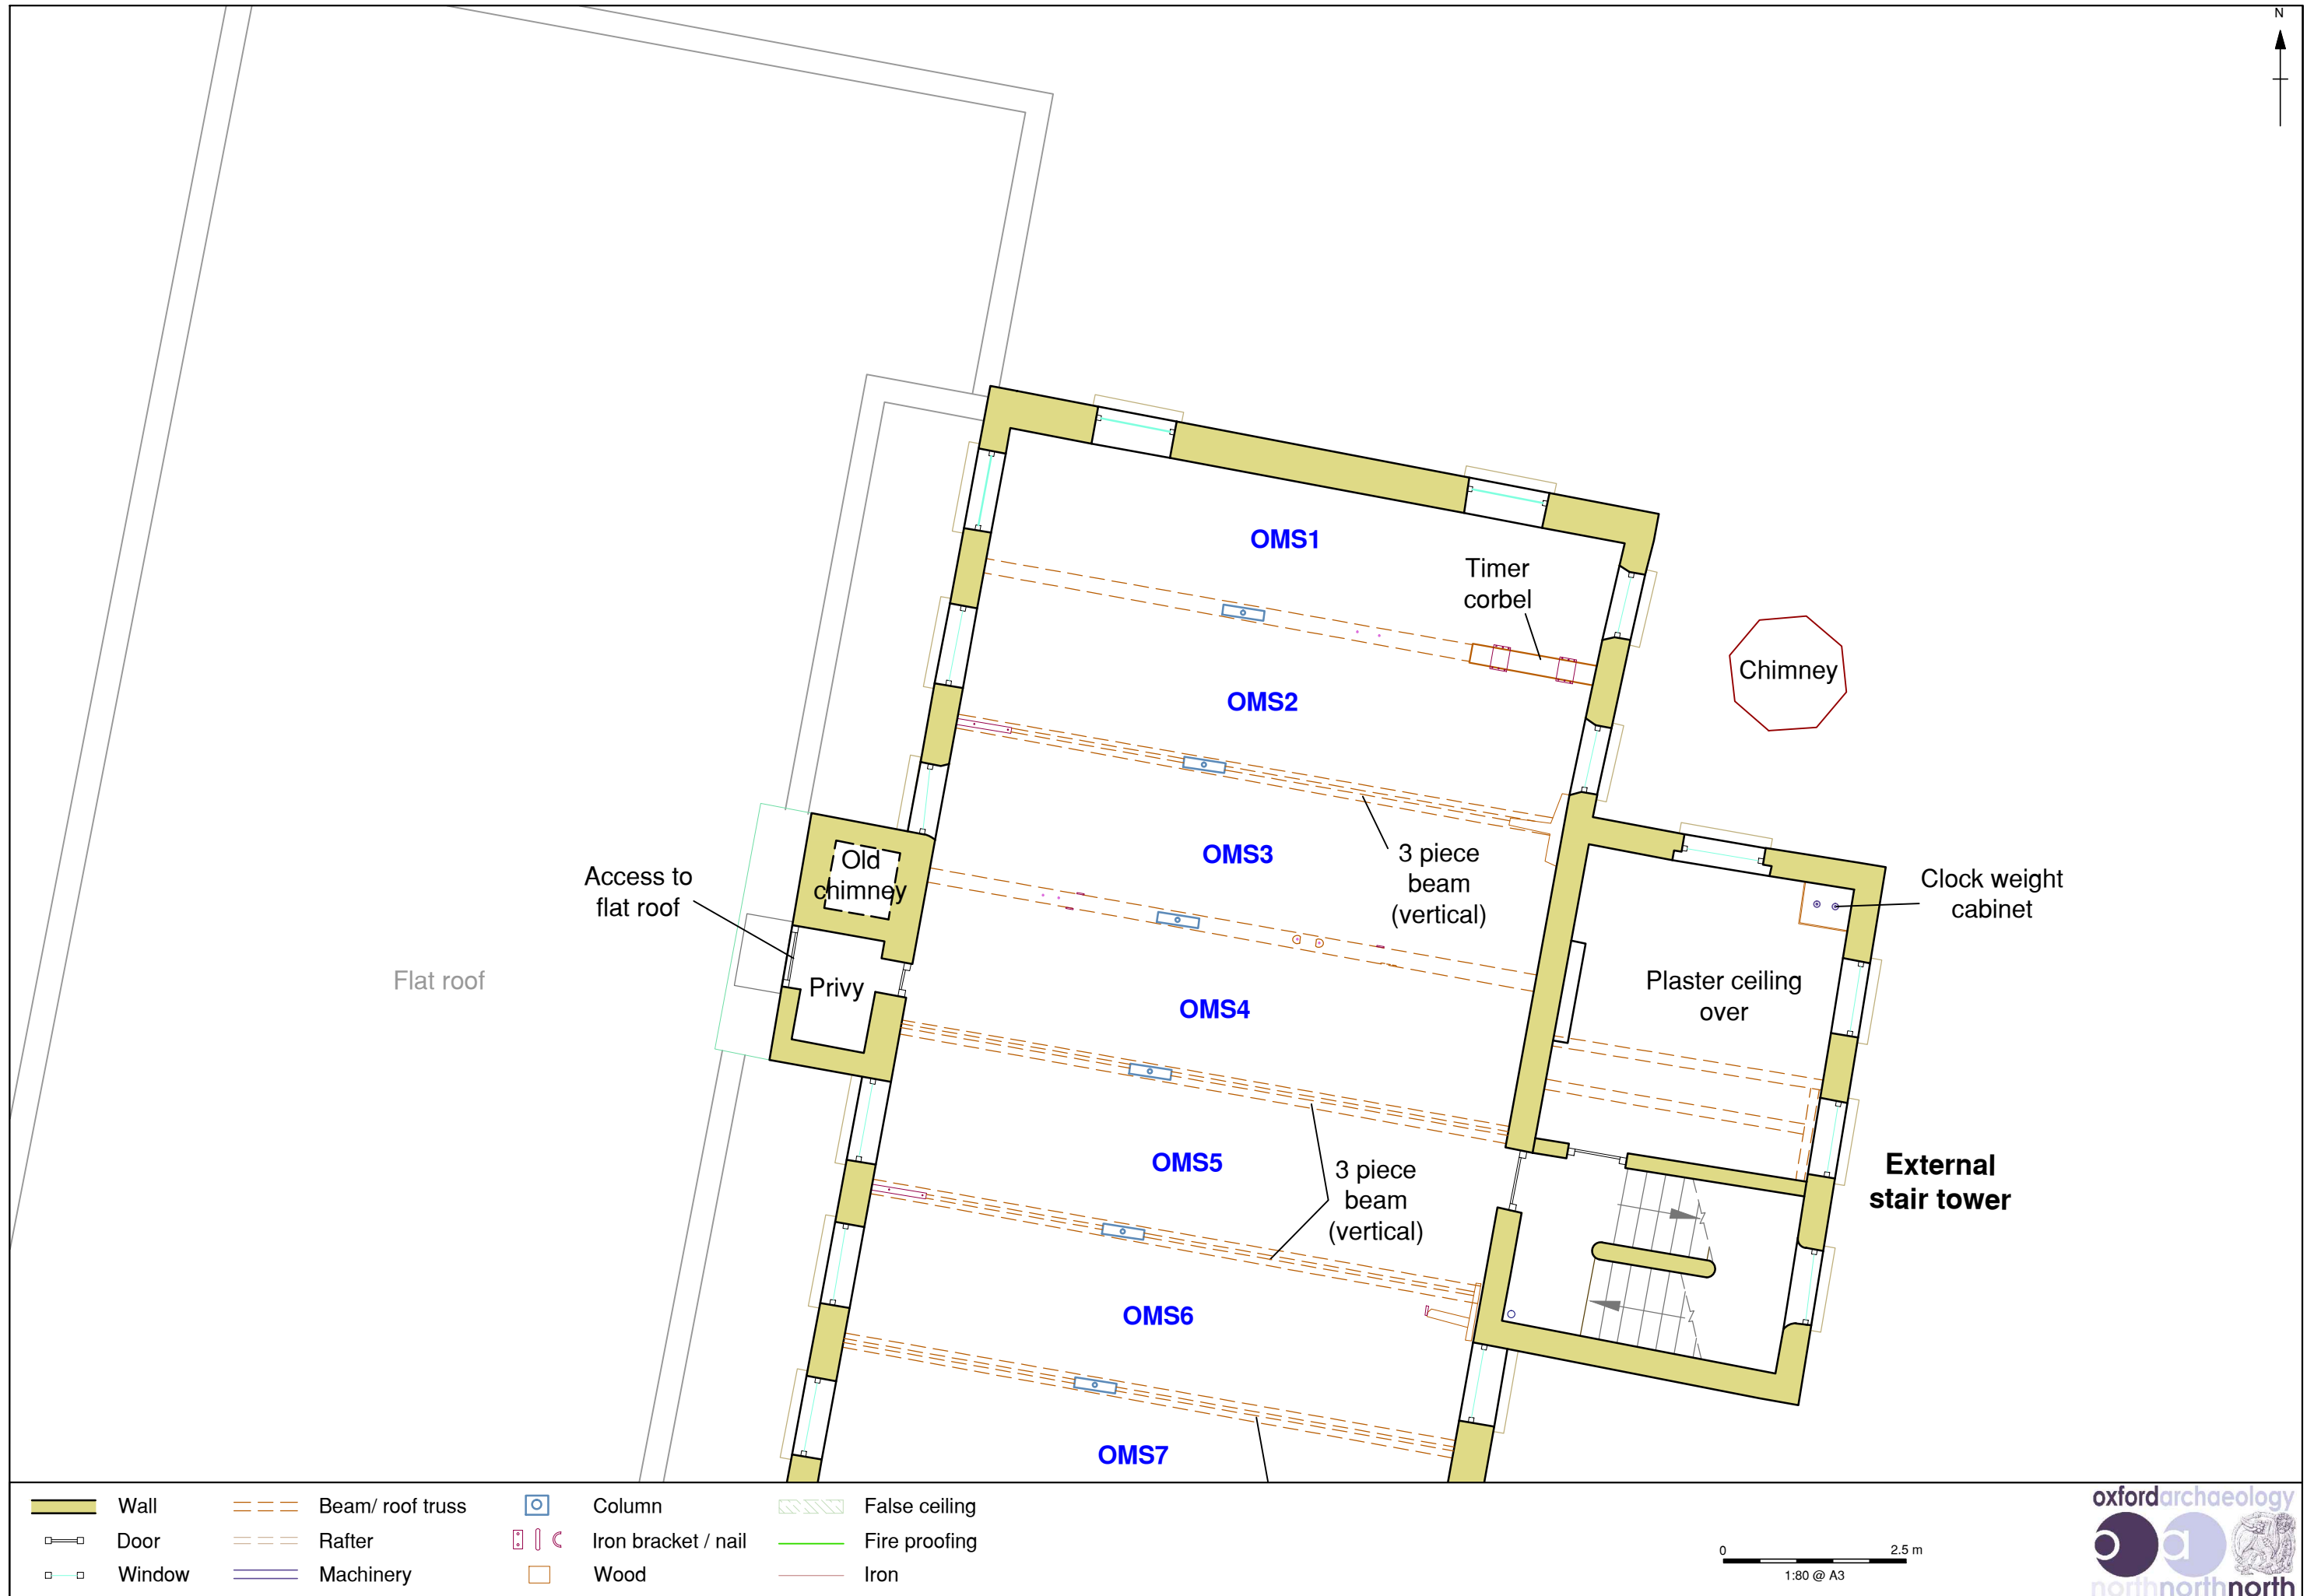 N
OMS1
Timer
corbel
Chimney
OMS2
OMS3
3 piece
beam
(vertical)
Old
chimney
Access to
flat roof
Clock weight
cabinet
Flat roof
Privy
Plaster ceiling
over
OMS4
OMS5
3 piece
beam
(vertical)
External
stair tower
OMS6
OMS7
Wall
Door
Window
Beam/ roof truss
Rafter
Machinery
Column
Iron bracket / nail
Wood
False ceiling
Fire proofing
Iron
0 2.5 m
1:80 @ A3
oxfordarchaeology
oa
northnorthnorth